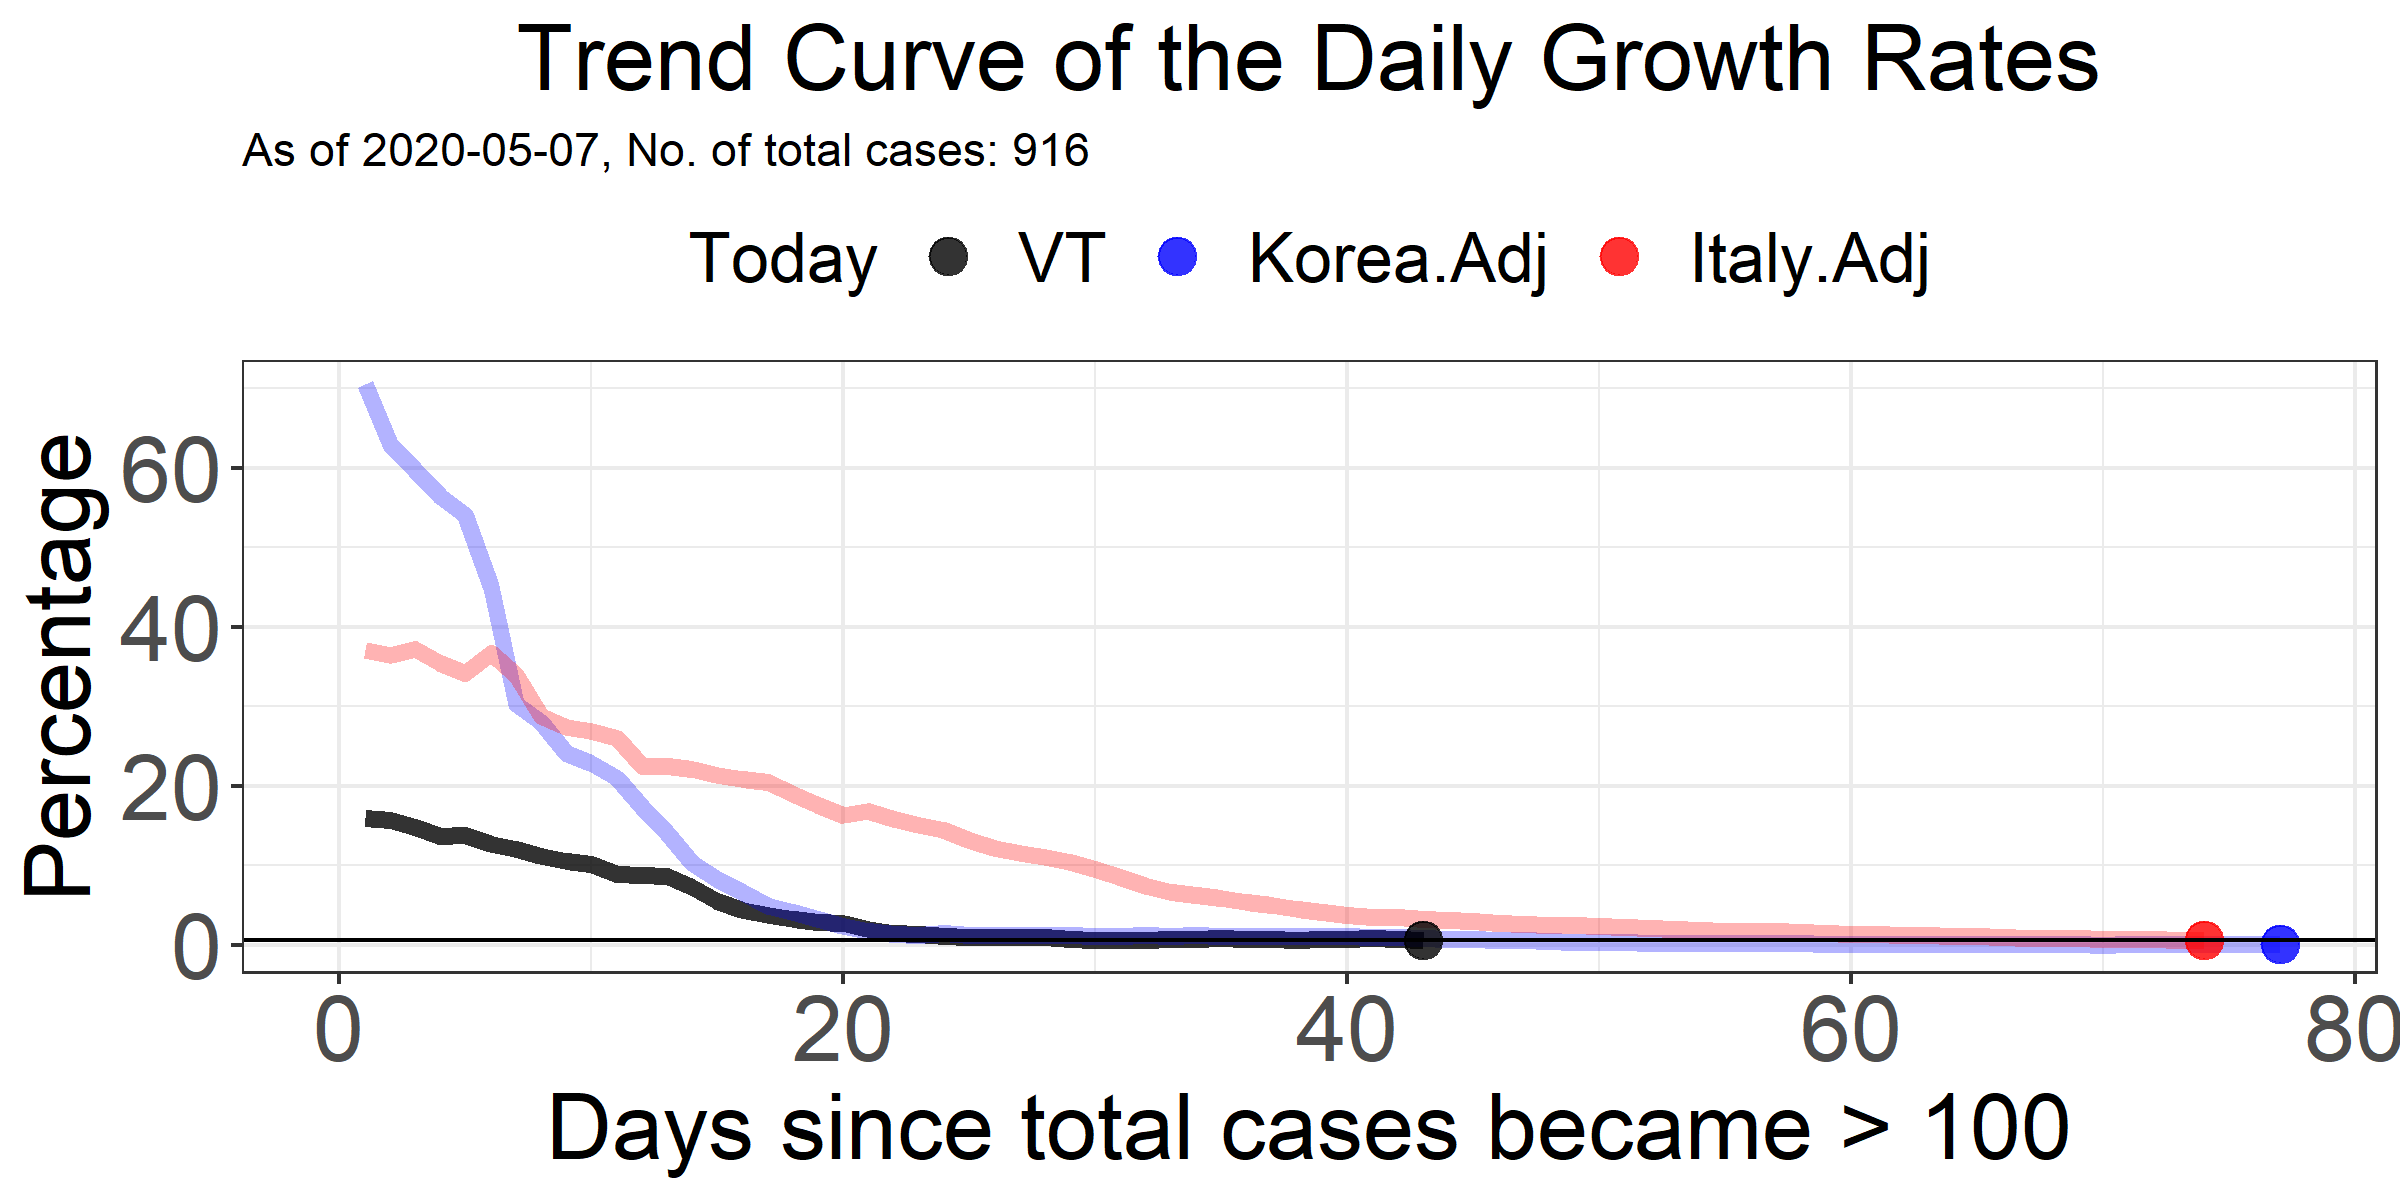 Trend Curve of the Daily Growth Rates
As of 2020-05-07, No. of total cases: 916
Today VT Korea.Adj Italy.Adj
Percentage
60
40
20
0
0 20 40 60 80
Days since total cases became > 100